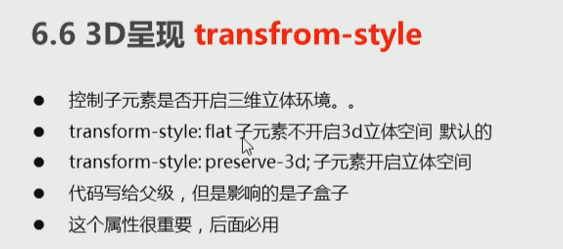 6.6 3D呈现 transfrom-style
● 控制子元素是否开启三维立体环境。。
● transform-style: flat 子元素不开启3d立体空间 默认的
● transform-style: preserve-3d; 子元素开启立体空间
● 代码写给父级，但是影响的是子盒子
● 这个属性很重要，后面必用